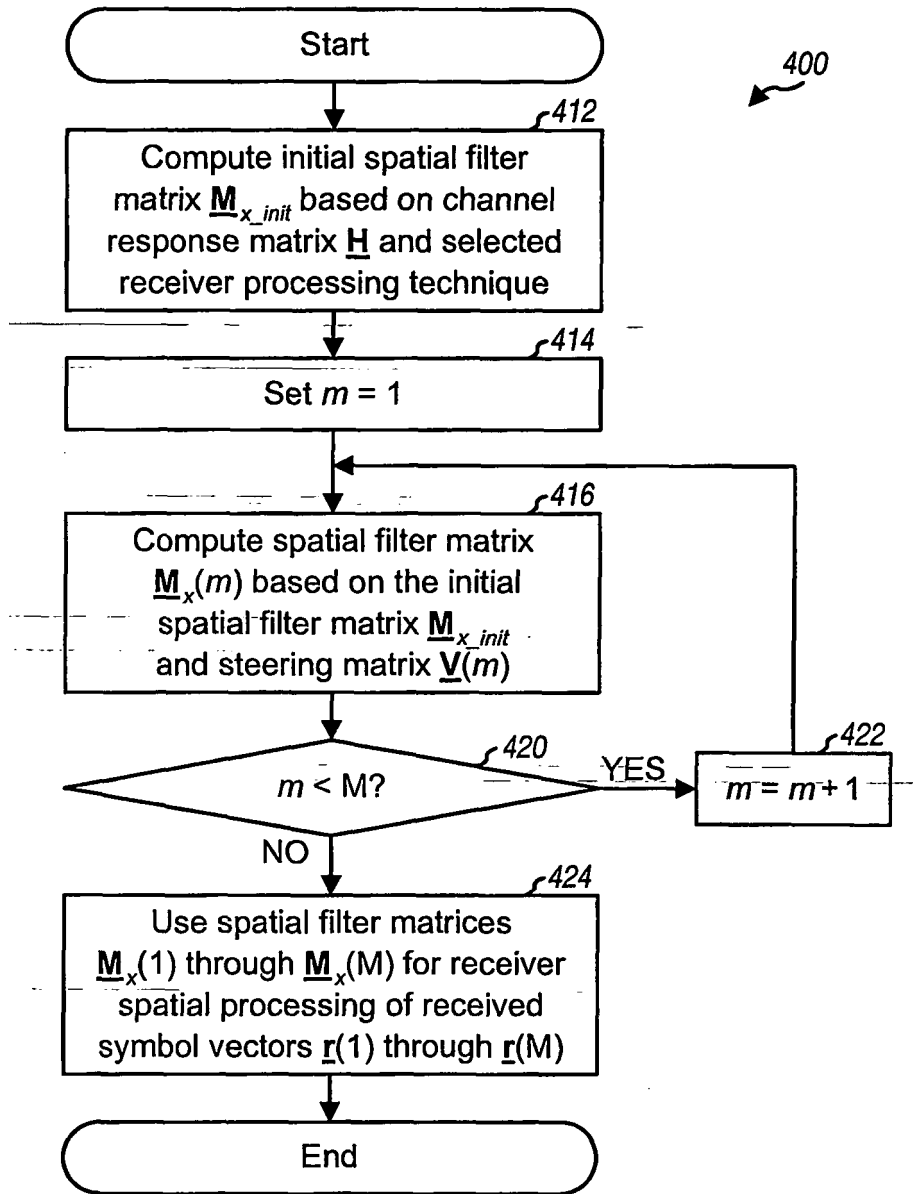 Start
400
412
Compute initial spatial filter
matrix M_x_init based on channel
response matrix H and selected
receiver processing technique
414
Set m = 1
416
Compute spatial filter matrix
M_x(m) based on the initial
spatial filter matrix M_x_init
and steering matrix V(m)
420
m < M?
YES
422
m = m + 1
NO
424
Use spatial filter matrices
M_x(1) through M_x(M) for receiver
spatial processing of received
symbol vectors r(1) through r(M)
End